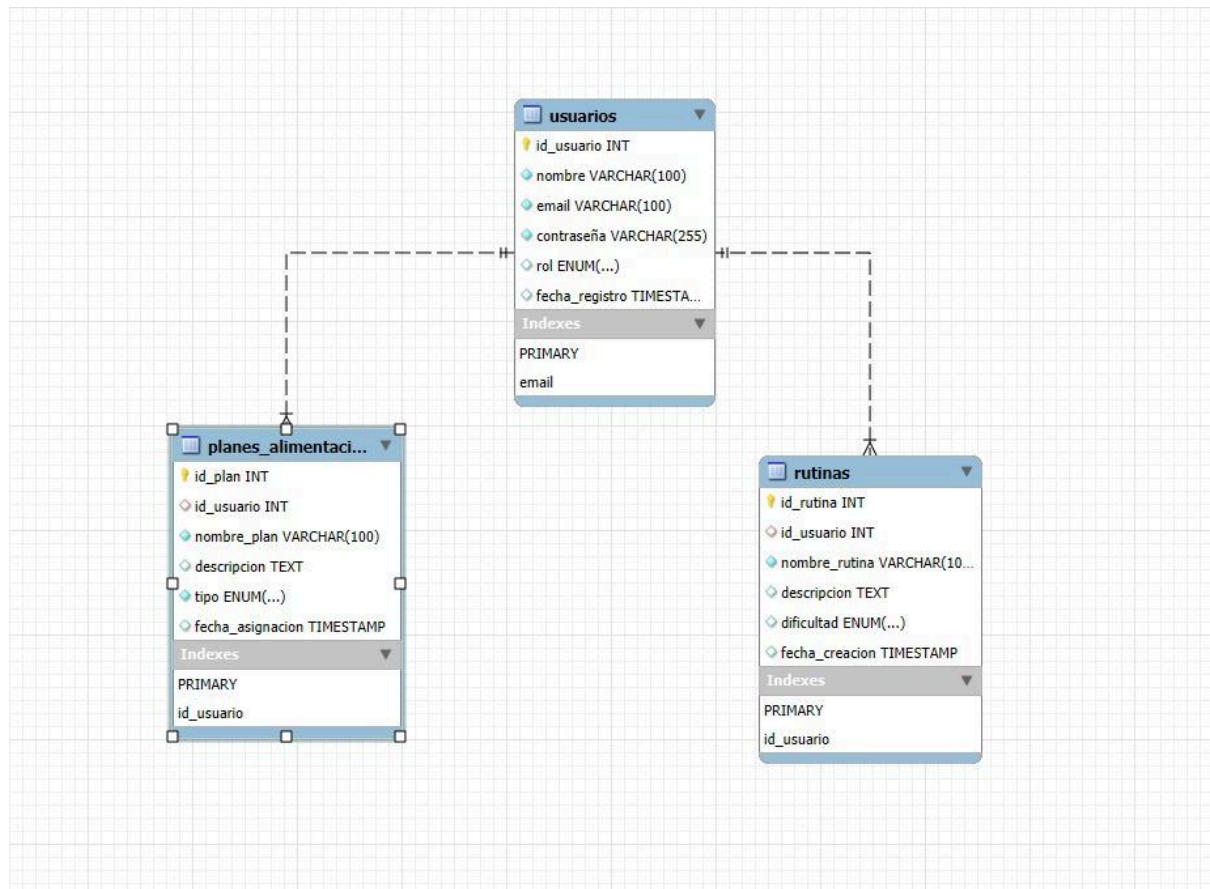 usuarios
id_usuario INT
nombre VARCHAR(100)
email VARCHAR(100)
contraseña VARCHAR(255)
rol ENUM(...)
fecha_registro TIMESTA...
Indexes
PRIMARY
email
planes_alimentaci...
id_plan INT
id_usuario INT
nombre_plan VARCHAR(100)
descripcion TEXT
tipo ENUM(...)
fecha_asignacion TIMESTAMP
Indexes
PRIMARY
id_usuario
rutinas
id_rutina INT
id_usuario INT
nombre_rutina VARCHAR(10...
descripcion TEXT
dificultad ENUM(...)
fecha_creacion TIMESTAMP
Indexes
PRIMARY
id_usuario